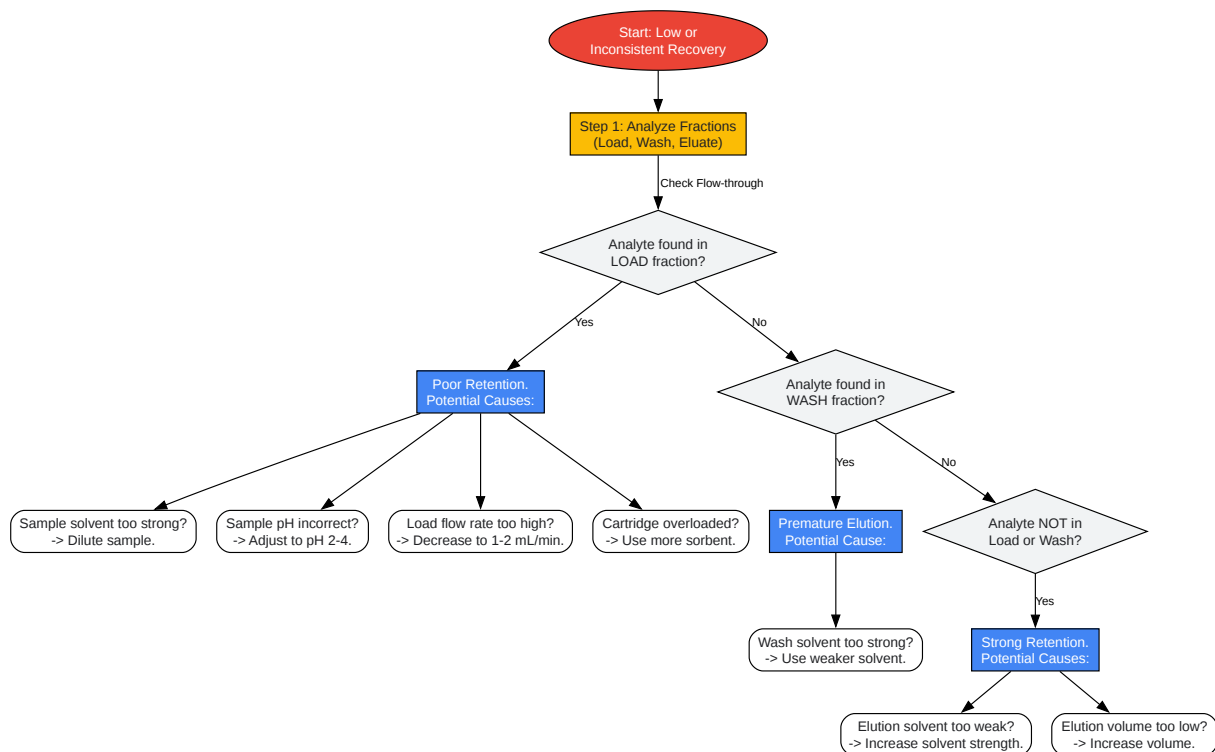 Start: Low or
Inconsistent Recovery
Step 1: Analyze Fractions
(Load, Wash, Eluate)
Check Flow-through
Analyte found in
LOAD fraction?
Yes
No
Poor Retention.
Potential Causes:
Analyte found in
WASH fraction?
Yes
No
Sample solvent too strong?
-> Dilute sample.
Sample pH incorrect?
-> Adjust to pH 2-4.
Load flow rate too high?
-> Decrease to 1-2 mL/min.
Cartridge overloaded?
-> Use more sorbent.
Premature Elution.
Potential Cause:
Analyte NOT in
Load or Wash?
Yes
Wash solvent too strong?
-> Use weaker solvent.
Strong Retention.
Potential Causes:
Elution solvent too weak?
-> Increase solvent strength.
Elution volume too low?
-> Increase volume.